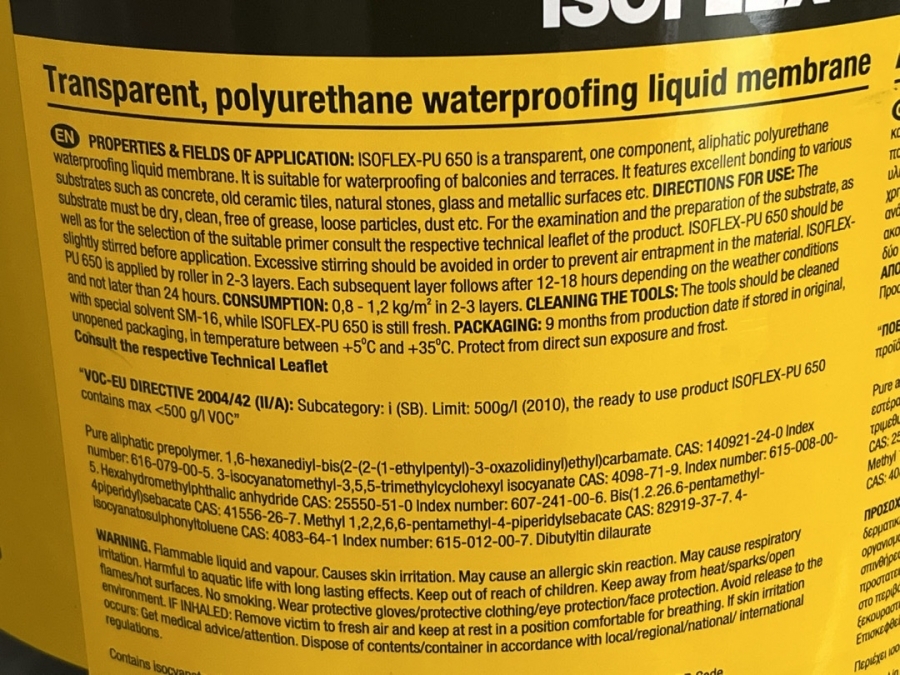 ISOFLEX
Transparent, polyurethane waterproofing liquid membrane
EN PROPERTIES & FIELDS OF APPLICATION: ISOFLEX-PU 650 is a transparent, one component, aliphatic polyurethane
waterproofing liquid membrane. It is suitable for waterproofing of balconies and terraces. It features excellent bonding to various
substrates such as concrete, old ceramic tiles, natural stones, glass and metallic surfaces etc. DIRECTIONS FOR USE: The
substrate must be dry, clean, free of grease, loose particles, dust etc. For the examination and the preparation of the substrate, as
well as for the selection of the suitable primer consult the respective technical leaflet of the product. ISOFLEX-PU 650 should be
slightly stirred before application. Excessive stirring should be avoided in order to prevent air entrapment in the material. ISOFLEX-
PU 650 is applied by roller in 2-3 layers. Each subsequent layer follows after 12-18 hours depending on the weather conditions
and not later than 24 hours. CONSUMPTION: 0,8 - 1,2 kg/m² in 2-3 layers. CLEANING THE TOOLS: The tools should be cleaned
with special solvent SM-16, while ISOFLEX-PU 650 is still fresh. PACKAGING: 9 months from production date if stored in original,
unopened packaging, in temperature between +5°C and +35°C. Protect from direct sun exposure and frost.
Consult the respective Technical Leaflet
"VOC-EU DIRECTIVE 2004/42 (II/A): Subcategory: i (SB). Limit: 500g/l (2010), the ready to use product ISOFLEX-PU 650
contains max <500 g/l VOC"
Pure aliphatic prepolymer. 1,6-hexanediyl-bis(2-(2-(1-ethylpentyl)-3-oxazolidinyl)ethyl)carbamate. CAS: 140921-24-0 Index
number: 616-079-00-5. 3-isocyanatomethyl-3,5,5-trimethylcyclohexyl isocyanate CAS: 4098-71-9. Index number: 615-008-00-
5. Hexahydromethylphthalic anhydride CAS: 25550-51-0 Index number: 607-241-00-6. Bis(1.2.26.6-pentamethyl-
4piperidyl)sebacate CAS: 41556-26-7. Methyl 1,2,2,6,6-pentamethyl-4-piperidylsebacate CAS: 82919-37-7. 4-
isocyanatosulphonyltoluene CAS: 4083-64-1 Index number: 615-012-00-7. Dibutyltin dilaurate
WARNING. Flammable liquid and vapour. Causes skin irritation. May cause an allergic skin reaction. May cause respiratory
irritation. Harmful to aquatic life with long lasting effects. Keep out of reach of children. Keep away from heat/sparks/open
flames/hot surfaces. No smoking. Wear protective gloves/protective clothing/eye protection/face protection. Avoid release to the
environment. IF INHALED: Remove victim to fresh air and keep at rest in a position comfortable for breathing. If skin irritation
occurs: Get medical advice/attention. Dispose of contents/container in accordance with local/regional/national/ international
regulations.
Contains
Code